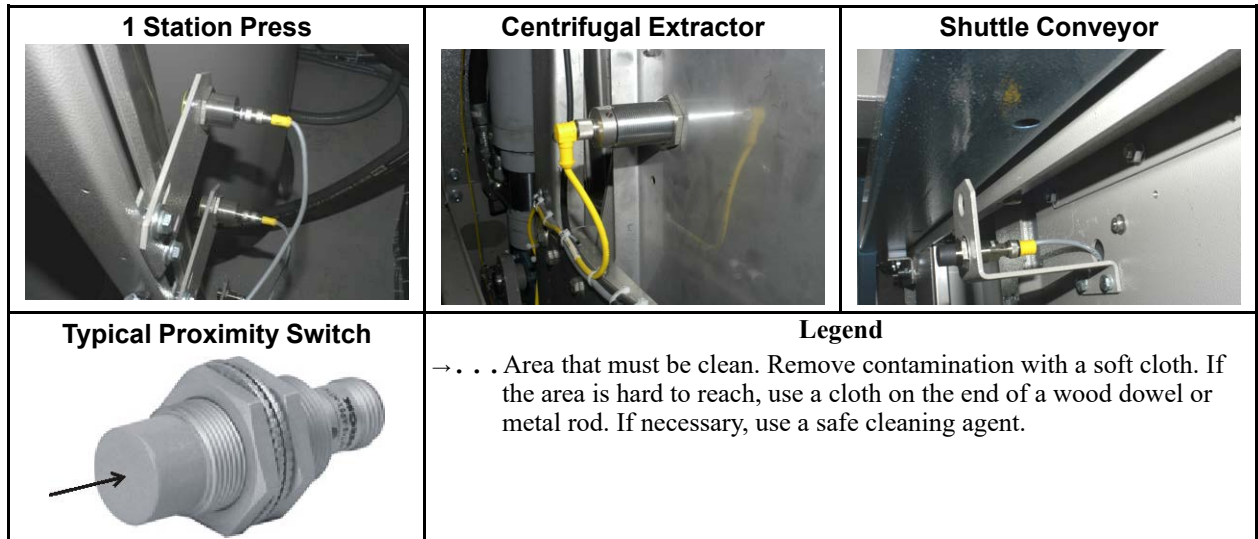 1 Station Press
Centrifugal Extractor
Shuttle Conveyor
Typical Proximity Switch
Legend
→. . . Area that must be clean. Remove contamination with a soft cloth. If
the area is hard to reach, use a cloth on the end of a wood dowel or
metal rod. If necessary, use a safe cleaning agent.